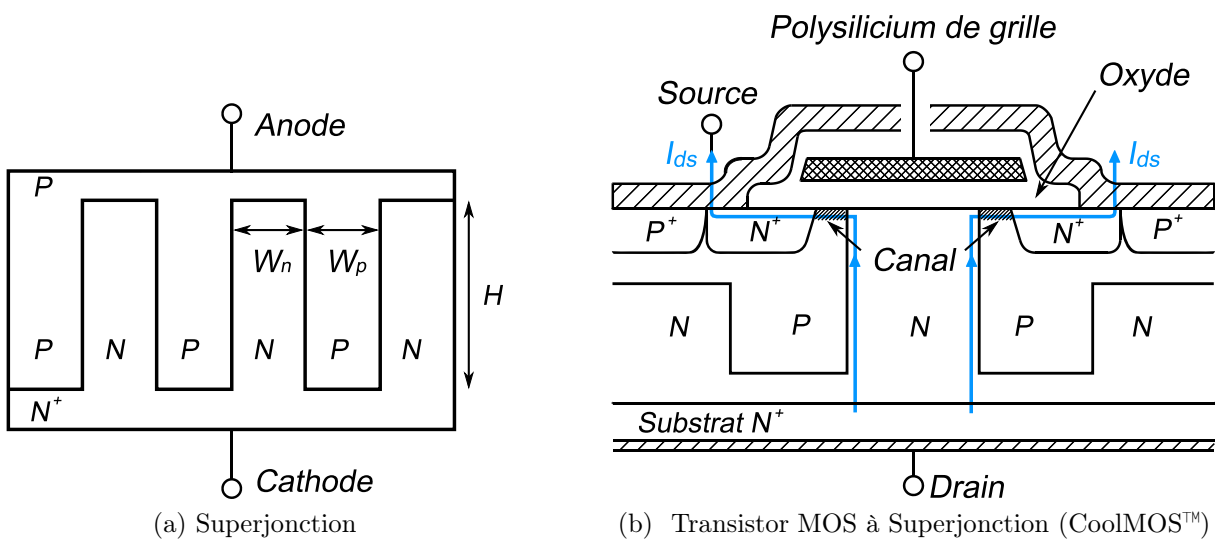 Anode
P
Wn Wp
H
P N P N P N
N+
Cathode
(a) Superjonction
Polysilicium de grille
Oxyde
Source
Ids Ids
P+ N+ N+ P+
Canal
N P N P N
Substrat N+
Drain
(b) Transistor MOS à Superjonction (CoolMOS™)